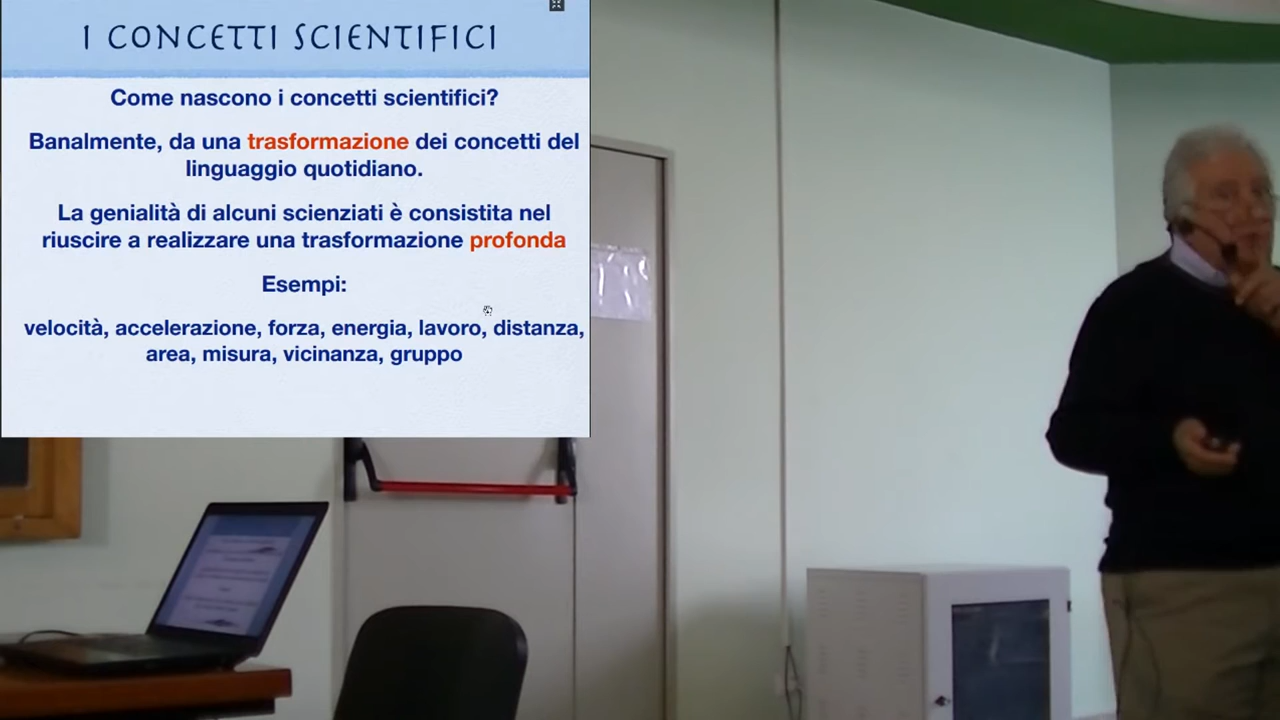 I CONCETTI SCIENTIFICI
Come nascono i concetti scientifici?
Banalmente, da una trasformazione dei concetti del
linguaggio quotidiano.
La genialità di alcuni scienziati è consistita nel
riuscire a realizzare una trasformazione profonda
Esempi:
velocità, accelerazione, forza, energia, lavoro, distanza,
area, misura, vicinanza, gruppo